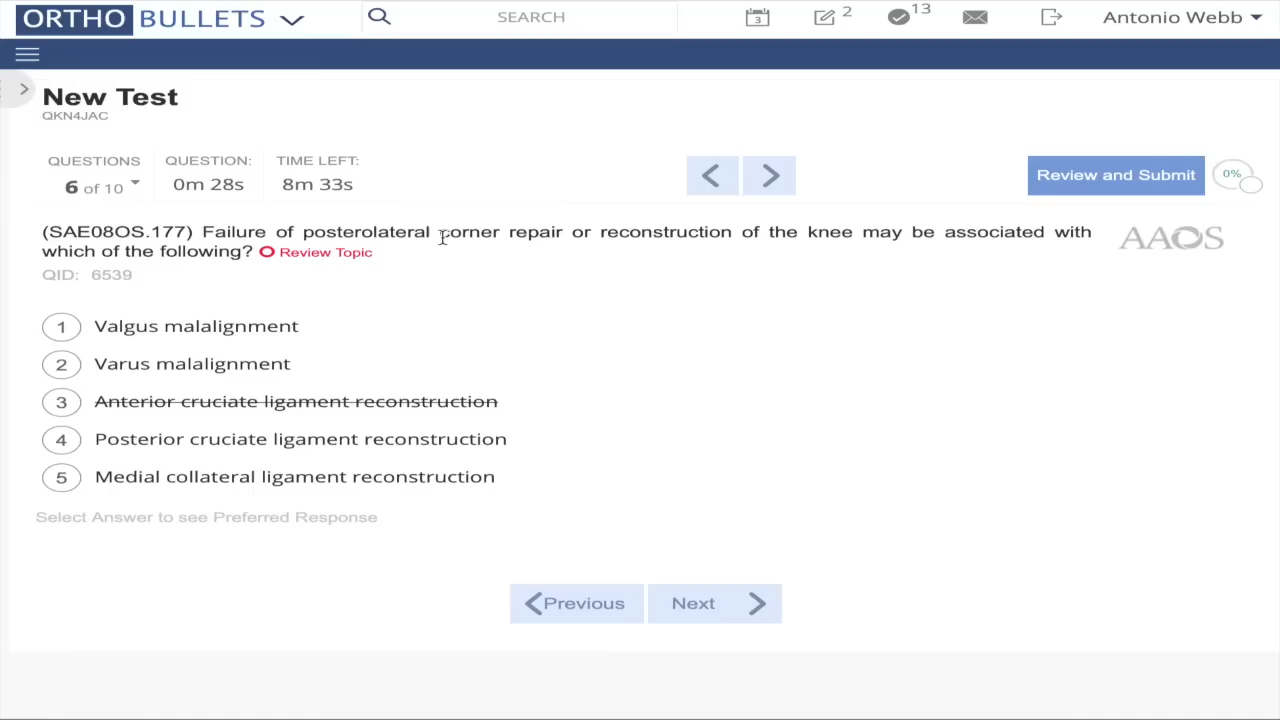 ORTHO BULLETS
SEARCH
3
2
13
Antonio Webb
New Test
QKN4JAC
QUESTIONS QUESTION: TIME LEFT:
6 of 10 0m 28s 8m 33s
Review and Submit
0%
(SAE08OS.177) Failure of posterolateral corner repair or reconstruction of the knee may be associated with
which of the following? Review Topic
AAOS
QID: 6539
1 Valgus malalignment
2 Varus malalignment
3 Anterior cruciate ligament reconstruction
4 Posterior cruciate ligament reconstruction
5 Medial collateral ligament reconstruction
Select Answer to see Preferred Response
Previous Next